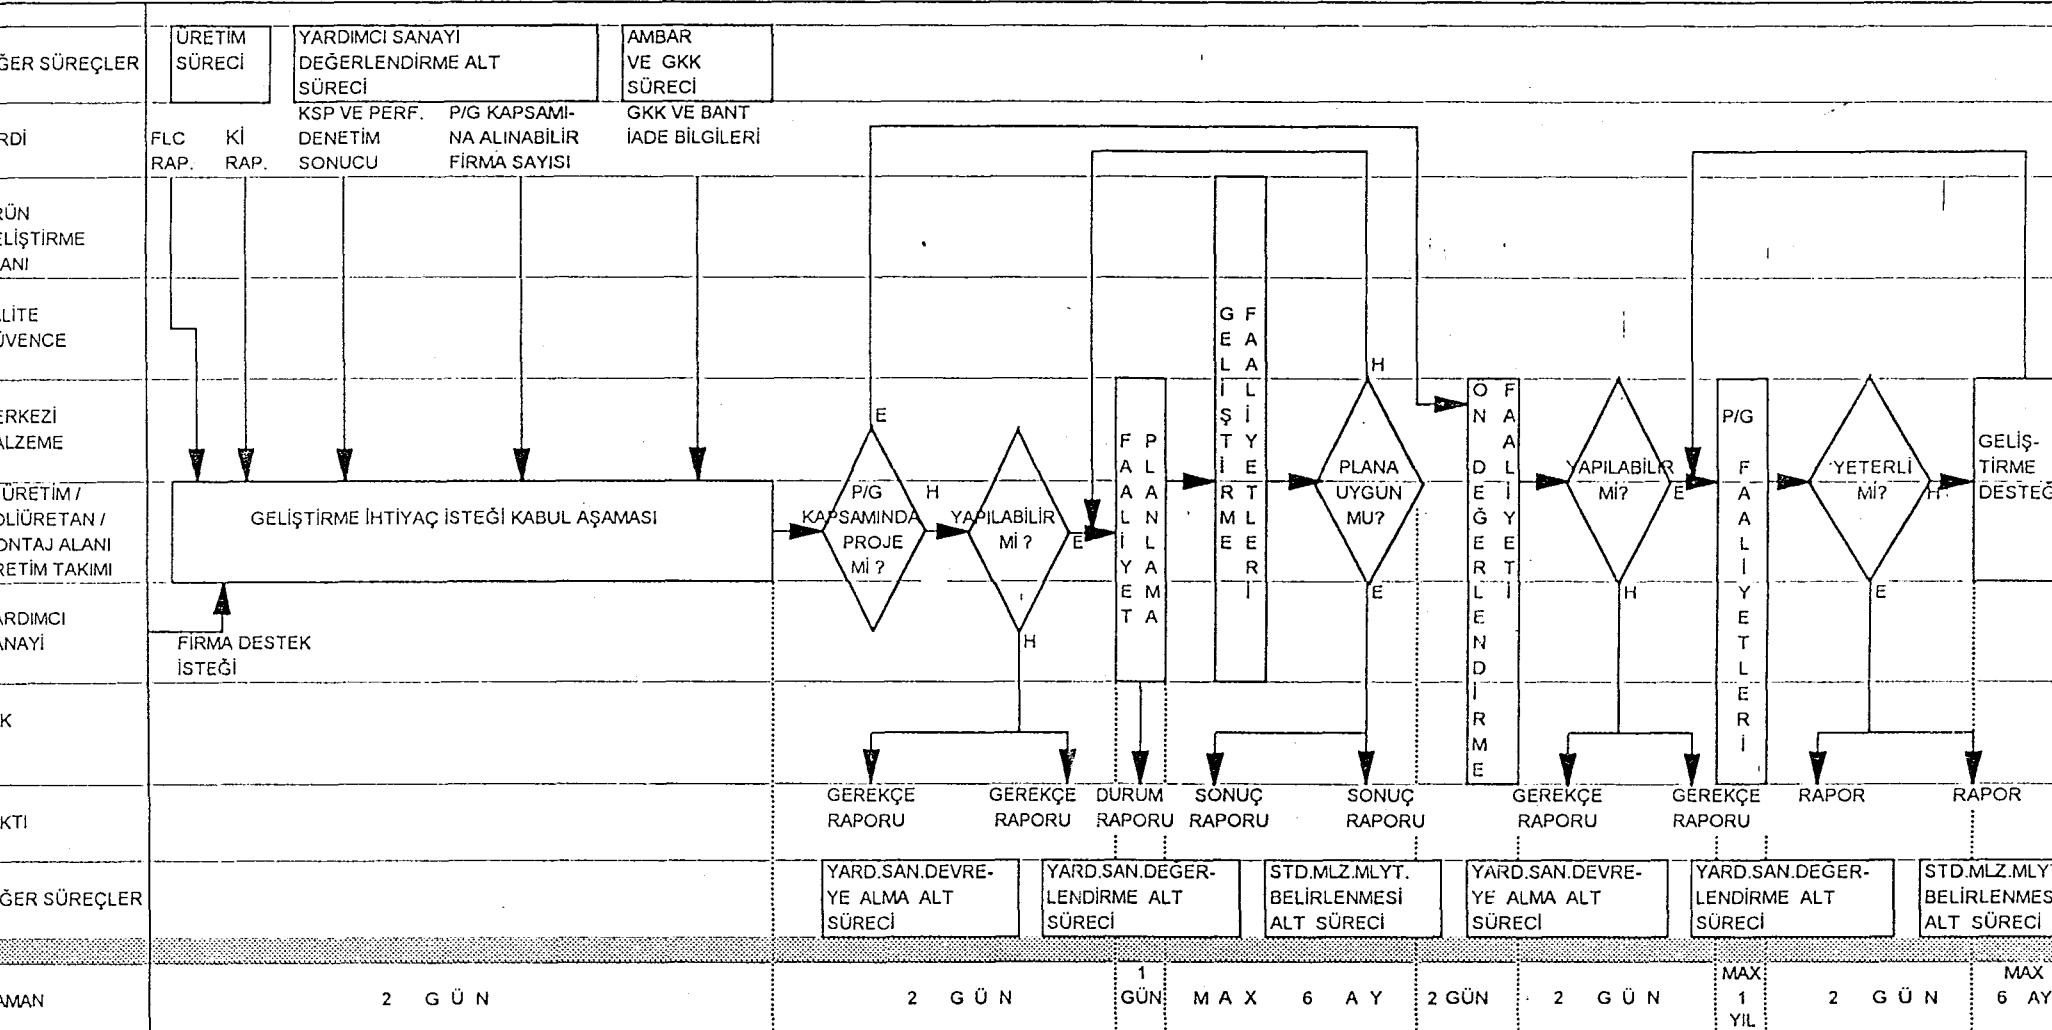 ÜRETİM
SÜRECİ
YARDIMCI SANAYİ
DEĞERLENDİRME ALT
SÜRECİ
AMBAR
VE GKK
SÜRECİ
ĞER SÜREÇLER
RDİ
FLC
RAP.
Kİ
RAP.
KSP VE PERF.
DENETİM
SONUCU
P/G KAPSAMI-
NA ALINABİLİR
FİRMA SAYISI
GKK VE BANT
İADE BİLGİLERİ
RÜN
ELİŞTİRME
ANI
ALİTE
ÜVENCE
ERKEZİ
ALZEME
ÜRETİM /
OLİÜRETAN /
ONTAJ ALANI
RETİM TAKIMI
GELİŞTİRME İHTİYAÇ İSTEĞİ KABUL AŞAMASI
E
P/G
KAPSAMINDA
PROJE
Mİ ?
H
YAPILABİLİR
Mİ ?
E
H
FAALİYET
PLANLAMA
GELİŞTİRME
FAALİYETLERİ
H
PLANA
UYGUN
MU?
E
ON DEĞERLENDİRME
FAALİYETİ
YAPILABİLİR
Mİ?
E
H
P/G
FAALİYETLERİ
YETERLİ
Mİ?
H
E
GELİŞ-
TİRME
DESTEĞ
ARDIMCI
ANAYİ
FİRMA DESTEK
İSTEĞİ
K
KTI
GEREKÇE
RAPORU
GEREKÇE
RAPORU
DURUM
RAPORU
SONUÇ
RAPORU
SONUÇ
RAPORU
GEREKÇE
RAPORU
GEREKÇE
RAPORU
RAPOR
RAPOR
ĞER SÜREÇLER
YARD.SAN.DEVRE-
YE ALMA ALT
SÜRECİ
YARD.SAN.DEĞER-
LENDİRME ALT
SÜRECİ
STD.MLZ.MLYT.
BELİRLENMESİ
ALT SÜRECİ
YARD.SAN.DEVRE-
YE ALMA ALT
SÜRECİ
YARD.SAN.DEĞER-
LENDİRME ALT
SÜRECİ
STD.MLZ.MLY
BELİRLENMES
ALT SÜRECİ
AMAN
2 GÜN
2 GÜN
1
GÜN
MAX 6 AY
2 GÜN
2 GÜN
MAX
1
YIL
2 GÜN
MAX
6 AY